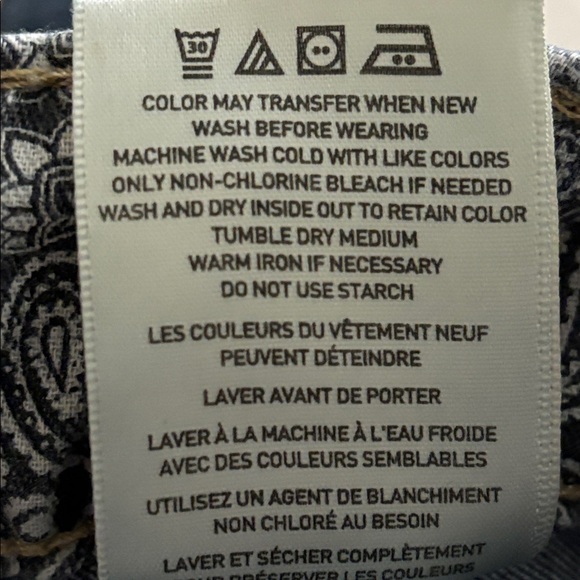 30
COLOR MAY TRANSFER WHEN NEW
WASH BEFORE WEARING
MACHINE WASH COLD WITH LIKE COLORS
ONLY NON-CHLORINE BLEACH IF NEEDED
WASH AND DRY INSIDE OUT TO RETAIN COLOR
TUMBLE DRY MEDIUM
WARM IRON IF NECESSARY
DO NOT USE STARCH
LES COULEURS DU VÊTEMENT NEUF
PEUVENT DÉTEINDRE
LAVER AVANT DE PORTER
LAVER À LA MACHINE À L'EAU FROIDE
AVEC DES COULEURS SEMBLABLES
UTILISEZ UN AGENT DE BLANCHIMENT
NON CHLORÉ AU BESOIN
LAVER ET SÉCHER COMPLÈTEMENT
PRÉSERVER LES COULEURS